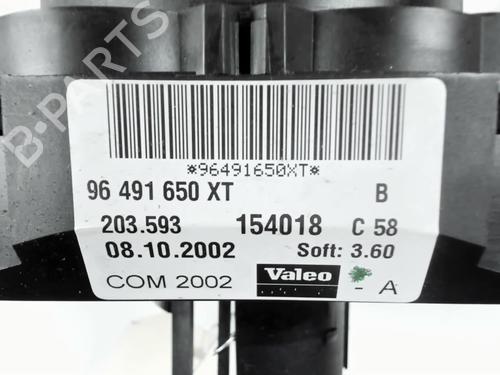 B-PARTS
*96491650XT*
96 491 650 XT B
203.593 154018 C 58
08.10.2002 Soft: 3.60
COM 2002 Valeo - A